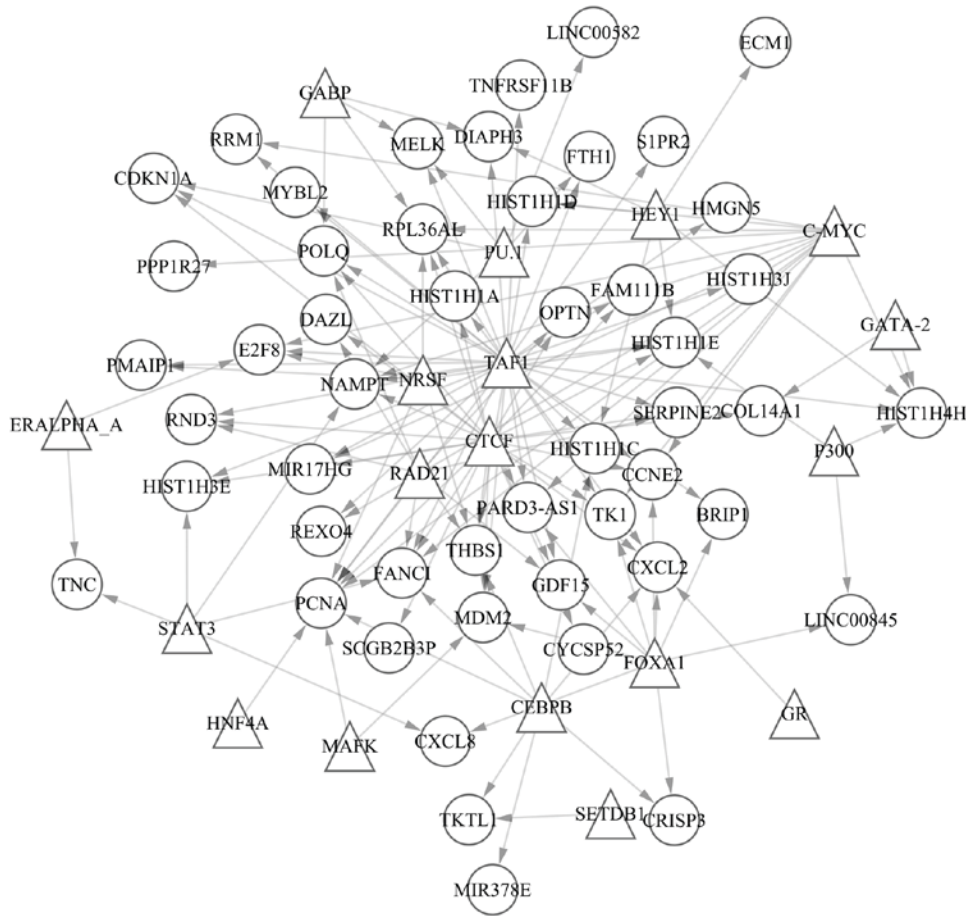 LINC00582
ECM1
TNFRSF11B
GABP
RRM1
MELK
DIAPH3
S1PR2
FTH1
CDKN1A
MYBL2
HIST1H1D
HMGN5
HEY1
RPL36AL
C-MYC
POLQ
PU.1
PPP1R27
HIST1H3J
HIST1H1A
FAM111B
OPTN
DAZL
GATA-2
E2F8
HIST1H1E
PMAIP1
TAF1
NAMPT
NRSF
RND3
SERPINE2
COL14A1
HIST1H4H
ERALPHA_A
CTCF
HIST1H1C
P300
MIR17HG
RAD21
CCNE2
HIST1H3E
PARD3-AS1
TK1
BRIP1
REXO4
THBS1
FANCI
CXCL2
TNC
GDF15
PCNA
MDM2
LINC00845
STAT3
SCGB2B3P
CYCSP52
FOXA1
CEBPB
GR
HNF4A
MAFK
CXCL8
SETDB1
TKTL1
CRISP3
MIR378E